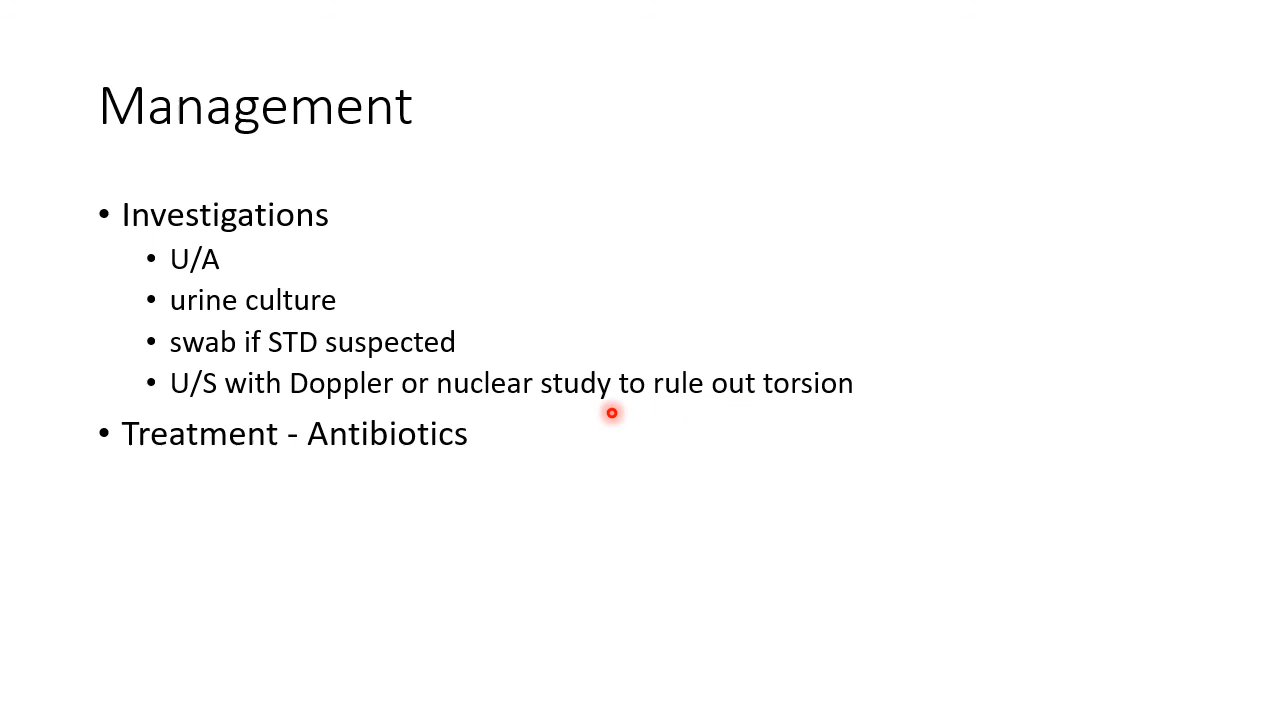 Management
• Investigations
• U/A
• urine culture
• swab if STD suspected
• U/S with Doppler or nuclear study to rule out torsion
• Treatment - Antibiotics